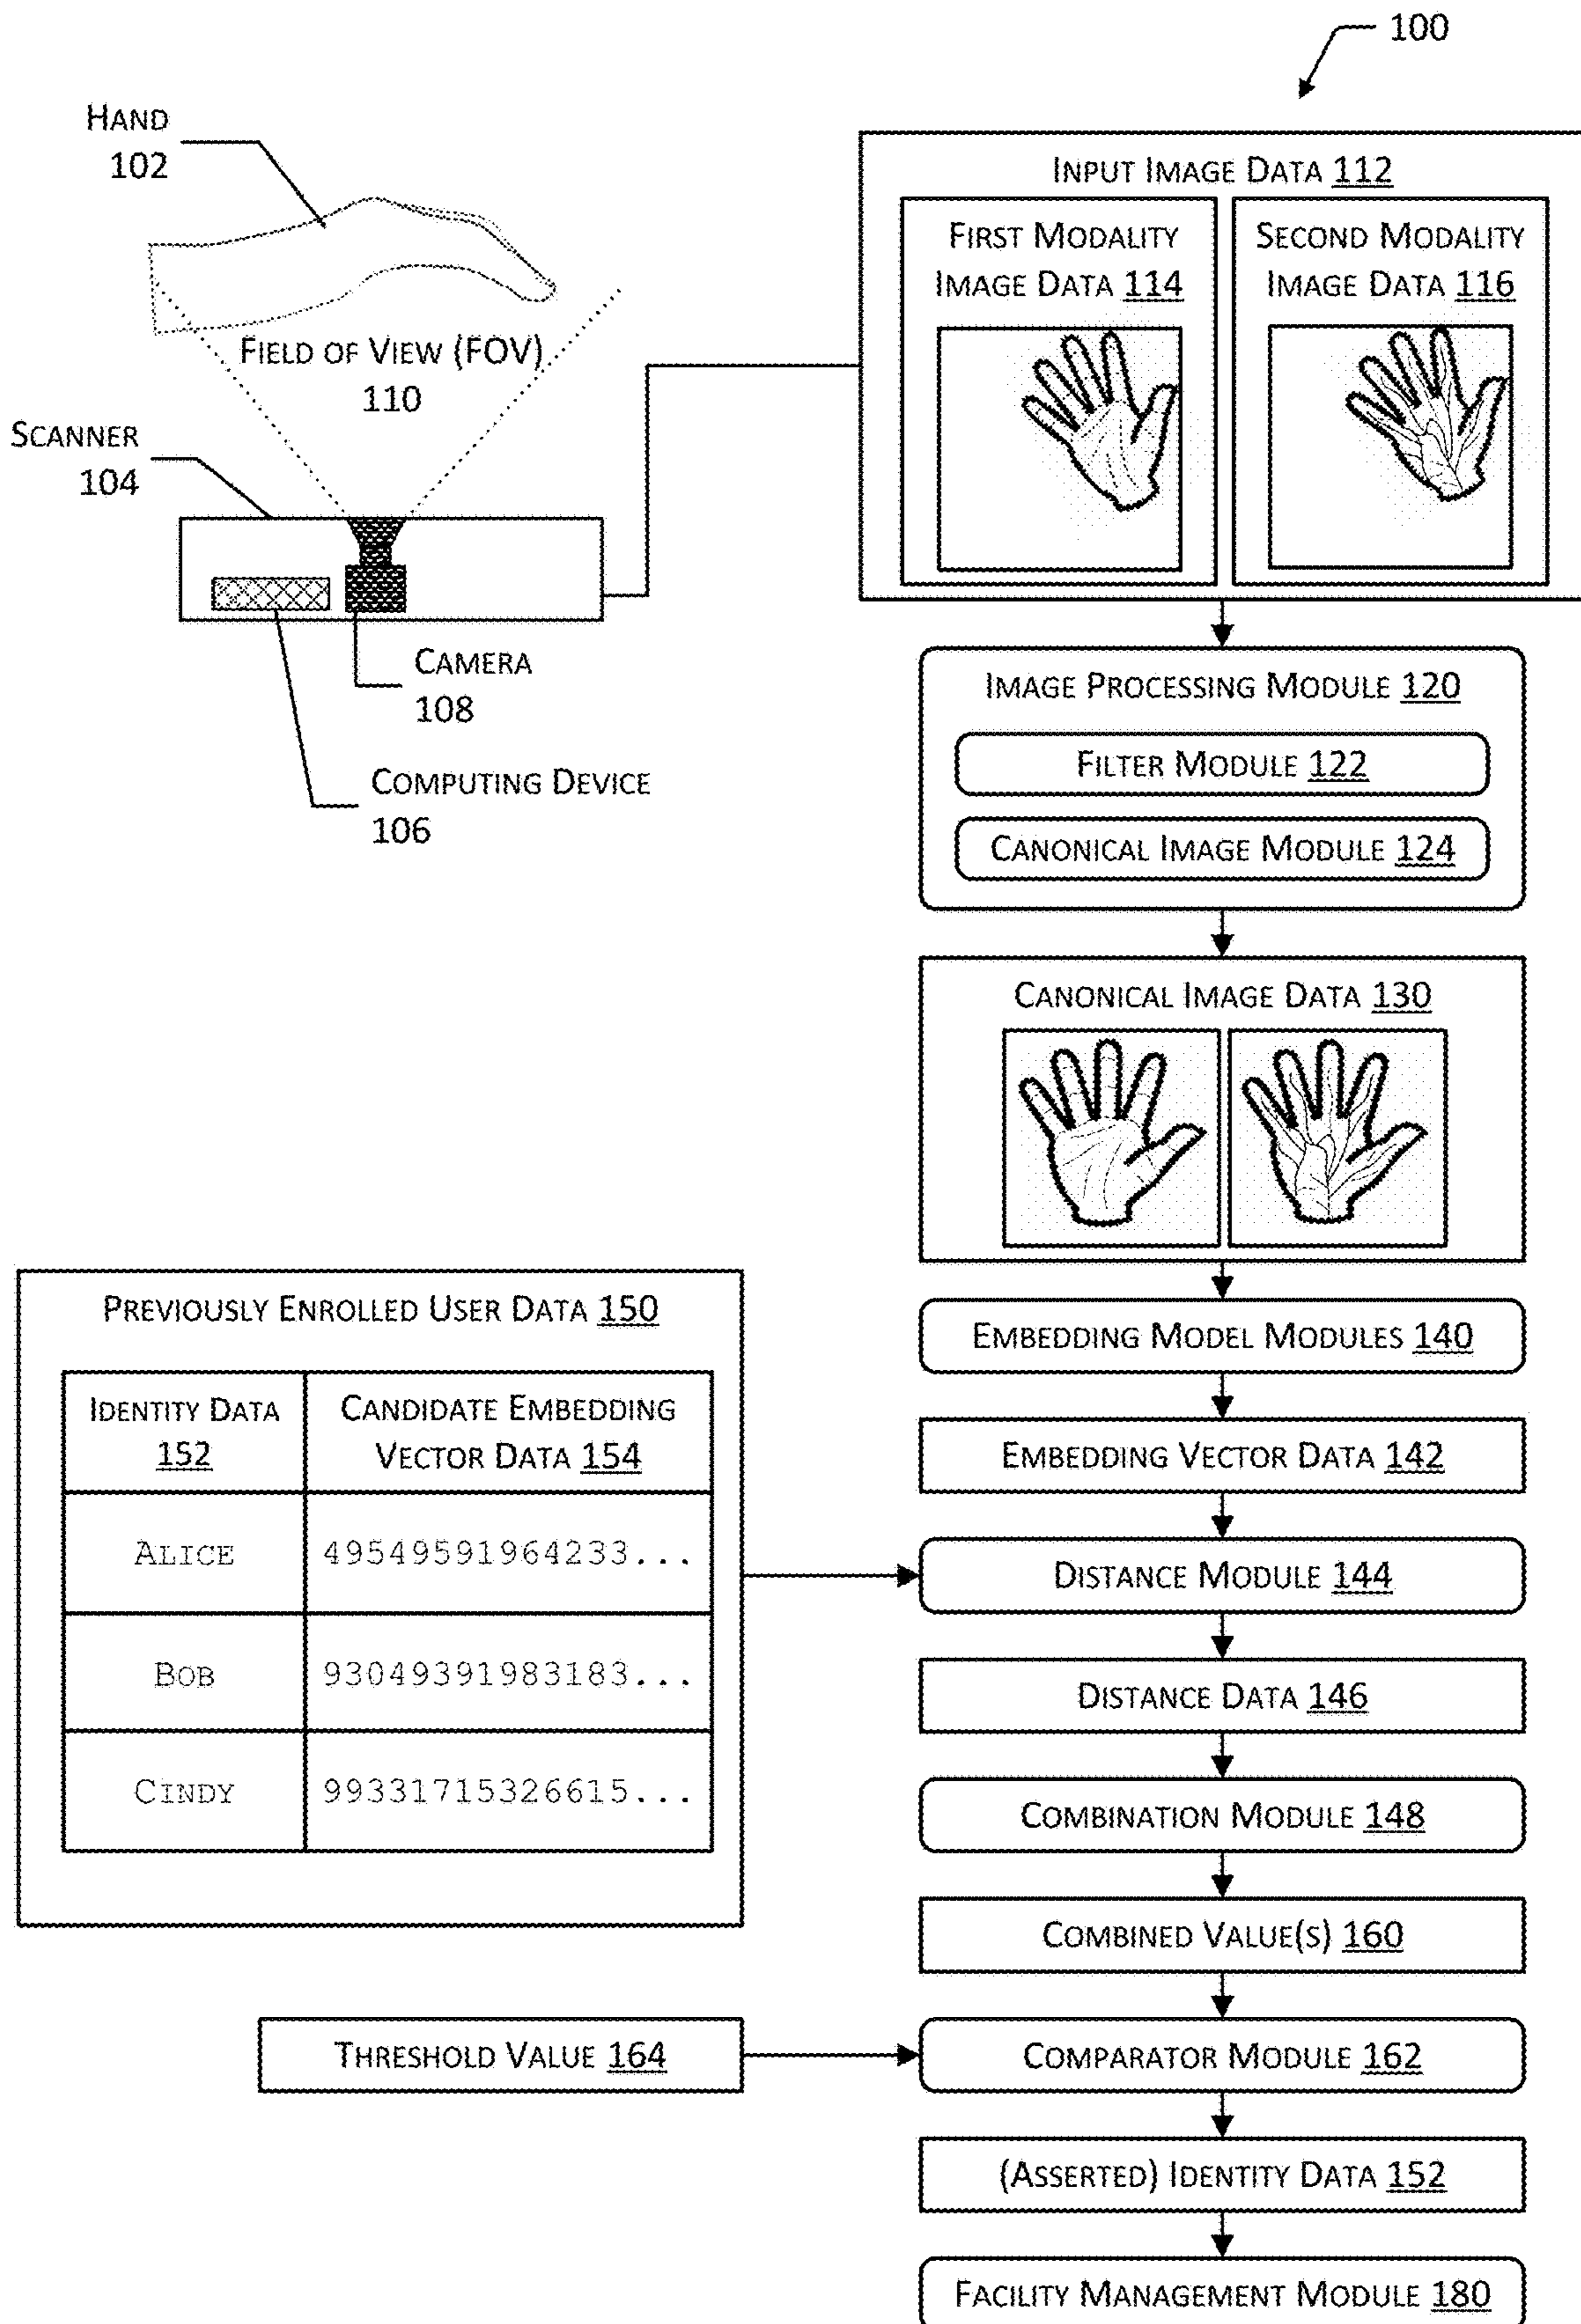 100
HAND
102
FIELD OF VIEW (FOV)
110
SCANNER
104
CAMERA
108
COMPUTING DEVICE
106
INPUT IMAGE DATA 112
FIRST MODALITY
IMAGE DATA 114
SECOND MODALITY
IMAGE DATA 116
IMAGE PROCESSING MODULE 120
FILTER MODULE 122
CANONICAL IMAGE MODULE 124
CANONICAL IMAGE DATA 130
PREVIOUSLY ENROLLED USER DATA 150
IDENTITY DATA
152
CANDIDATE EMBEDDING
VECTOR DATA 154
ALICE
49549591964233...
BOB
93049391983183...
CINDY
99331715326615...
EMBEDDING MODEL MODULES 140
EMBEDDING VECTOR DATA 142
DISTANCE MODULE 144
DISTANCE DATA 146
COMBINATION MODULE 148
COMBINED VALUE(S) 160
THRESHOLD VALUE 164
COMPARATOR MODULE 162
(ASSERTED) IDENTITY DATA 152
FACILITY MANAGEMENT MODULE 180